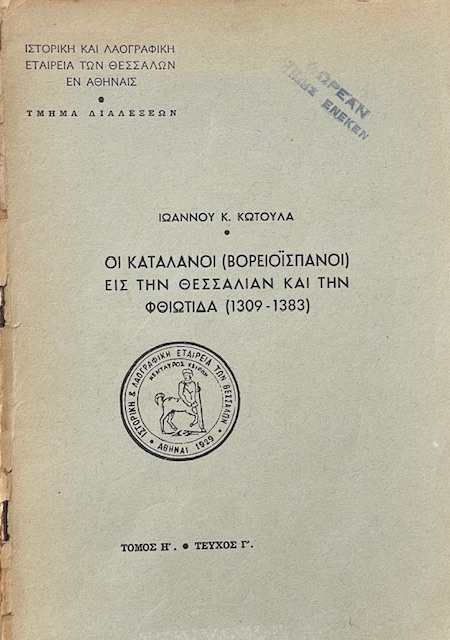 ΙΣΤΟΡΙΚΗ ΚΑΙ ΛΑΟΓΡΑΦΙΚΗ
ΕΤΑΙΡΕΙΑ ΤΩΝ ΘΕΣΣΑΛΩΝ
ΕΝ ΑΘΗΝΑΙΣ
•
ΤΜΗΜΑ ΔΙΑΛΕΞΕΩΝ
ΔΩΡΕΑΝ
ΤΙΜΗΣ ΕΝΕΚΕΝ
ΙΩΑΝΝΟΥ Κ. ΚΩΤΟΥΛΑ
•
ΟΙ ΚΑΤΑΛΑΝΟΙ (ΒΟΡΕΙΟΪΣΠΑΝΟΙ)
ΕΙΣ ΤΗΝ ΘΕΣΣΑΛΙΑΝ ΚΑΙ ΤΗΝ
ΦΘΙΩΤΙΔΑ (1309-1383)
ΙΣΤΟΡΙΚΗ & ΛΑΟΓΡΑΦΙΚΗ ΕΤΑΙΡΕΙΑ ΤΩΝ ΘΕΣΣΑΛΩΝ
ΚΕΝΤΑΥΡΟΣ ΧΕΙΡΩΝ
• ΑΘΗΝΑΙ 1929 •
ΤΟΜΟΣ Η'. • ΤΕΥΧΟΣ Γ'.